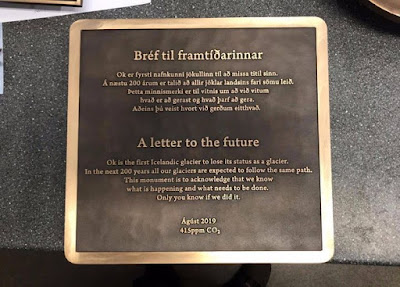 Bréf til framtíðarinnar
Ok er fyrsti nafnkunni jökullinn til að missa titil sinn.
Á næstu 200 árum er talið að allir jöklar landsins fari sömu leið.
Þetta minnismerki er til vitnis um að við vitum
hvað er að gerast og hvað þarf að gera.
Aðeins þú veist hvort við gerðum eitthvað.
A letter to the future
Ok is the first Icelandic glacier to lose its status as a glacier.
In the next 200 years all our glaciers are expected to follow the same path.
This monument is to acknowledge that we know
what is happening and what needs to be done.
Only you know if we did it.
Ágúst 2019
415ppm CO₂